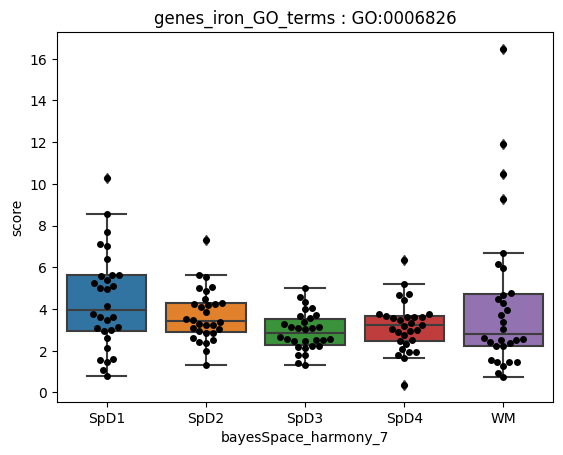 genes_iron_GO_terms : GO:0006826
16
14
12
10
8
6
4
2
0
score
SpD1 SpD2 SpD3 SpD4 WM
bayesSpace_harmony_7